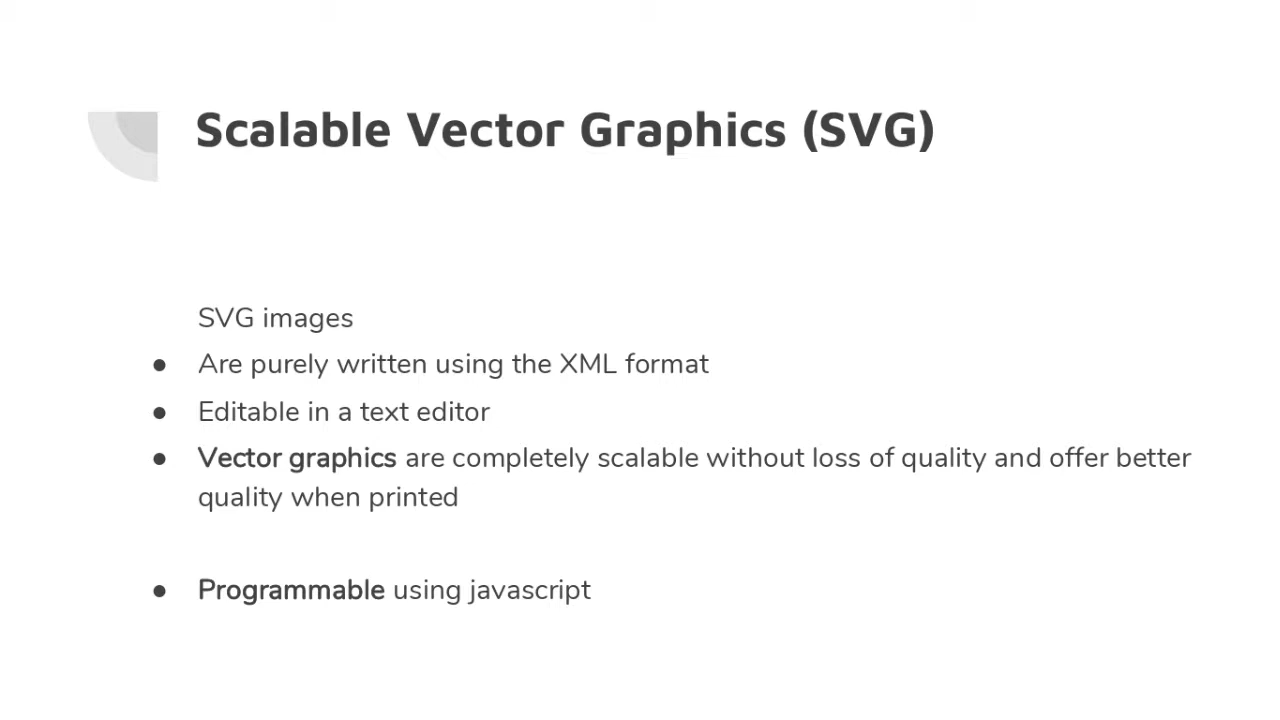 Scalable Vector Graphics (SVG)
SVG images
● Are purely written using the XML format
● Editable in a text editor
● Vector graphics are completely scalable without loss of quality and offer better
quality when printed
● Programmable using javascript